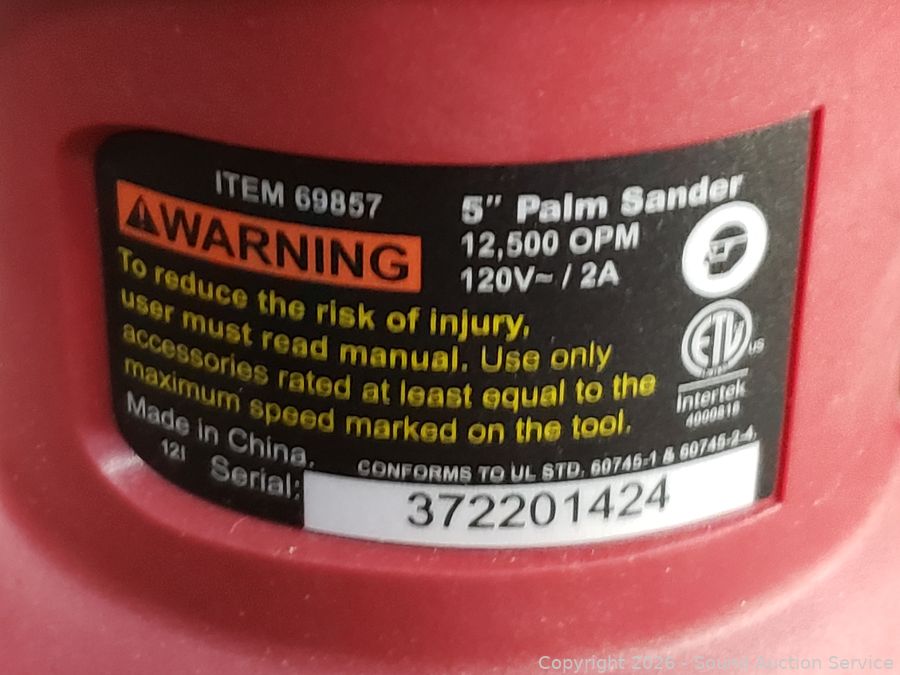 ITEM 69857
⚠WARNING
To reduce the risk of injury,
user must read manual. Use only
accessories rated at least equal to the
maximum speed marked on the tool.
Made in China.
12I
5" Palm Sander
12,500 OPM
120V~ / 2A
ETL
US
Intertek
4000818
CONFORMS TO UL STD. 60745-1 & 60745-2-4.
Serial: 372201424
Copyright 2026 - Sound Auction Service